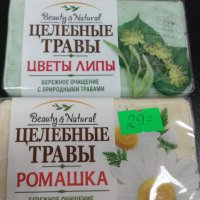 Beauty & Natural
ЦЕЛЕБНЫЕ
ТРАВЫ
ЦВЕТЫ ЛИПЫ
БЕРЕЖНОЕ ОЧИЩЕНИЕ
С ПРИРОДНЫМИ ТРАВАМИ
Beauty & Natural
29=
ЦЕЛЕБНЫЕ
ТРАВЫ
РОМАШКА
БЕРЕЖНОЕ ОЧИЩЕНИЕ